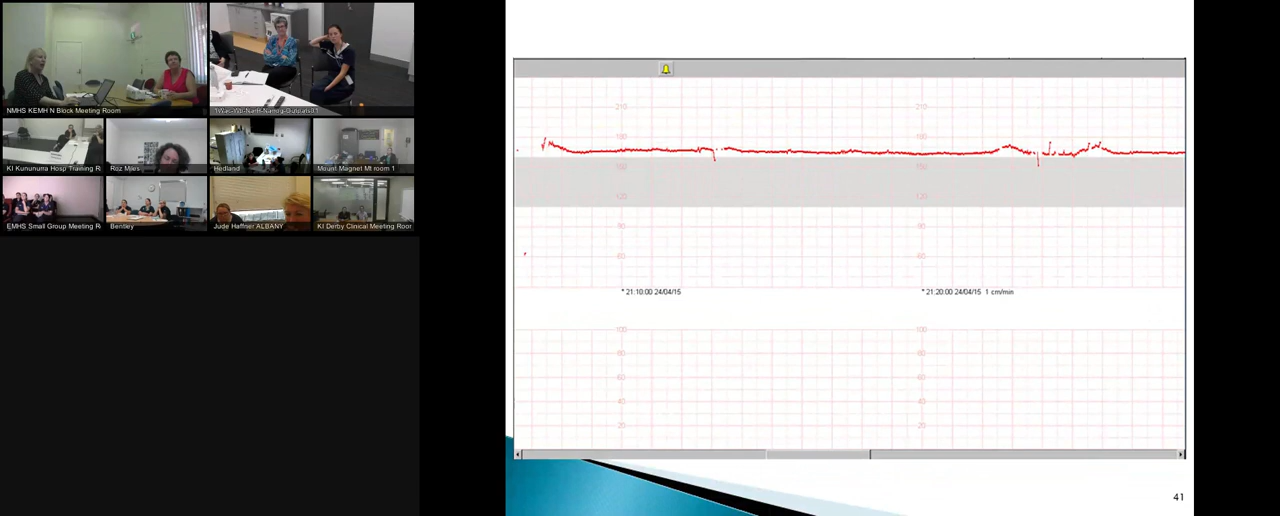 NMHS KEMH N Block Meeting Room
KI Kununurra Hosp Training R
Roz Myles
Hedland
Mount Magnet MI room 1
EMHS Small Group Meeting R
Bentley
Jude Haffner ALBANY
KI Derby Clinical Meeting Roor
210
210
180
180
150
150
120
120
90
90
60
60
* 21:10:00 24/04/15
* 21:20:00 24/04/15 1 cm/min
100
100
80
80
60
60
40
40
20
20
41